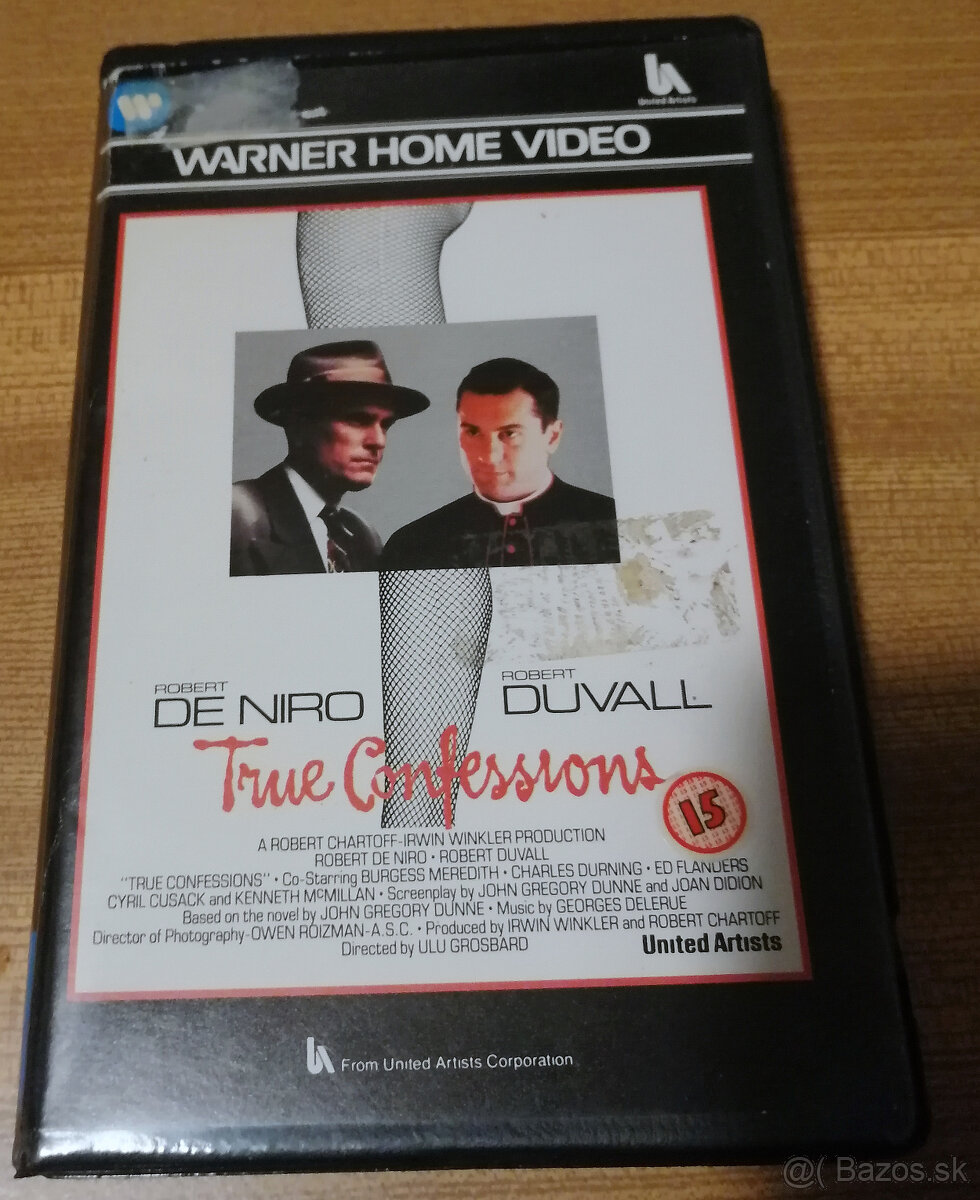 United Artists
WARNER HOME VIDEO
ROBERT
DE NIRO
ROBERT
DUVALL
True Confessions
15
A ROBERT CHARTOFF-IRWIN WINKLER PRODUCTION
ROBERT DE NIRO • ROBERT DUVALL
"TRUE CONFESSIONS" • Co-Starring BURGESS MEREDITH • CHARLES DURNING • ED FLANDERS
CYRIL CUSACK and KENNETH McMILLAN • Screenplay by JOHN GREGORY DUNNE and JOAN DIDION
Based on the novel by JOHN GREGORY DUNNE • Music by GEORGES DELERUE
Director of Photography-OWEN ROIZMAN-A.S.C. • Produced by IRWIN WINKLER and ROBERT CHARTOFF
Directed by ULU GROSBARD
United Artists
From United Artists Corporation
@( Bazos.sk